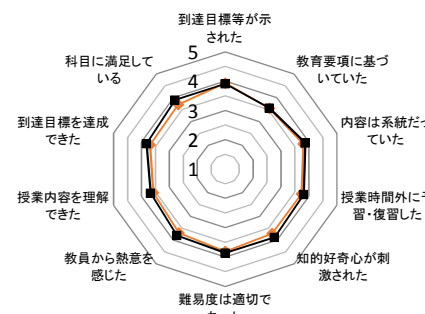 到達目標等が示
された
教育要項に基づ
いていた
内容は系統だっ
ていた
授業時間外に予
習・復習した
知的好奇心が刺
激された
難易度は適切で
教員から熱意を
感じた
授業内容を理解
できた
到達目標を達成
できた
科目に満足して
いる
5
4
3
2
1